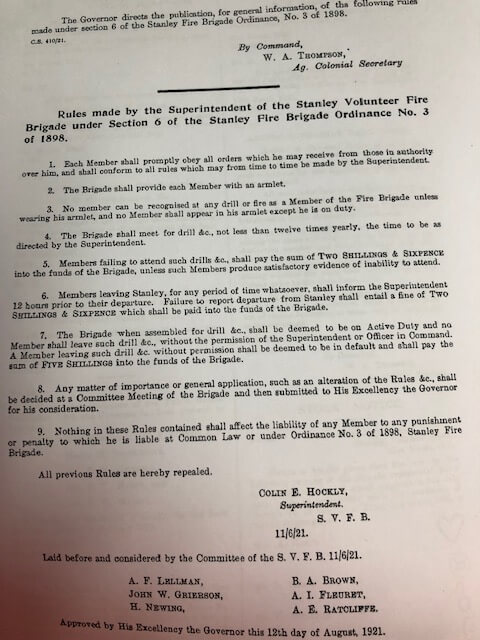 The Governor directs the publication, for general information, of the following rules
made under section 6 of the Stanley Fire Brigade Ordinance, No. 3 of 1898.
C.S. 410/21.
By Command,
W. A. Thompson,
Ag. Colonial Secretary
Rules made by the Superintendent of the Stanley Volunteer Fire
Brigade under Section 6 of the Stanley Fire Brigade Ordinance No. 3
of 1898.
1. Each Member shall promptly obey all orders which he may receive from those in authority
over him, and shall conform to all rules which may from time to time be made by the Superintendent.
2. The Brigade shall provide each Member with an armlet.
3. No member can be recognised at any drill or fire as a Member of the Fire Brigade unless
wearing his armlet, and no Member shall appear in his armlet except he is on duty.
4. The Brigade shall meet for drill &c., not less than twelve times yearly, the time to be as
directed by the Superintendent.
5. Members failing to attend such drills &c., shall pay the sum of TWO SHILLINGS & SIXPENCE
into the funds of the Brigade, unless such Members produce satisfactory evidence of inability to attend.
6. Members leaving Stanley, for any period of time whatsoever, shall inform the Superintendent
12 hours prior to their departure. Failure to report departure from Stanley shall entail a fine of TWO
SHILLINGS & SIXPENCE which shall be paid into the funds of the Brigade.
7. The Brigade when assembled for drill &c., shall be deemed to be on Active Duty and no
Member shall leave such drill &c., without the permission of the Superintendent or Officer in Command.
A Member leaving such drill &c. without permission shall be deemed to be in default and shall pay the
sum of FIVE SHILLINGS into the funds of the Brigade.
8. Any matter of importance or general application, such as an alteration of the Rules &c., shall
be decided at a Committee Meeting of the Brigade and then submitted to His Excellency the Governor
for his consideration.
9. Nothing in these Rules contained shall affect the liability of any Member to any punishment
or penalty to which he is liable at Common Law or under Ordinance No. 3 of 1898, Stanley Fire
Brigade.
All previous Rules are hereby repealed.
COLIN E. HOCKLY,
Superintendent.
S. V. F. B.
11/6/21.
Laid before and considered by the Committee of the S. V. F. B. 11/6/21.
A. F. LELLMAN, B. A. BROWN,
JOHN W. GRIERSON, A. I. FLEURET,
H. NEWING, A. E. RATCLIFFE.
Approved by His Excellency the Governor this 12th day of August, 1921.